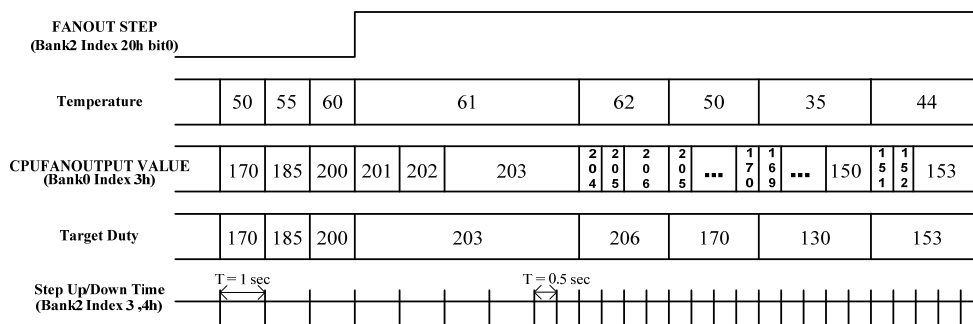 FANOUT STEP
(Bank2 Index 20h bit0)
Temperature 50 55 60 61 62 50 35 44
CPUFANOUTPUT VALUE
(Bank0 Index 3h)
170 185 200 201 202 203 204 205 206 205 ... 170 169 ... 150 151 152 153
Target Duty 170 185 200 203 206 170 130 153
Step Up/Down Time
(Bank2 Index 3 ,4h)
T = 1 sec T = 0.5 sec